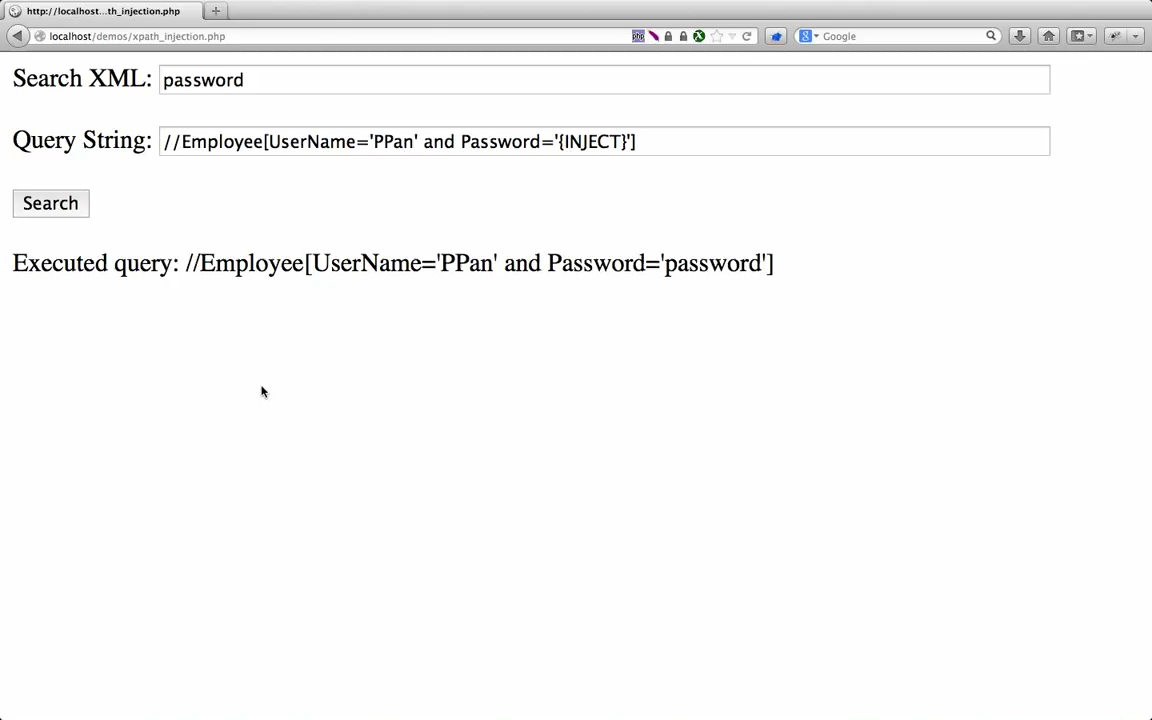 http://localhost...th_injection.php
localhost/demos/xpath_injection.php
php
Google
Search XML: password
Query String: //Employee[UserName='PPan' and Password='{INJECT}']
Search
Executed query: //Employee[UserName='PPan' and Password='password']